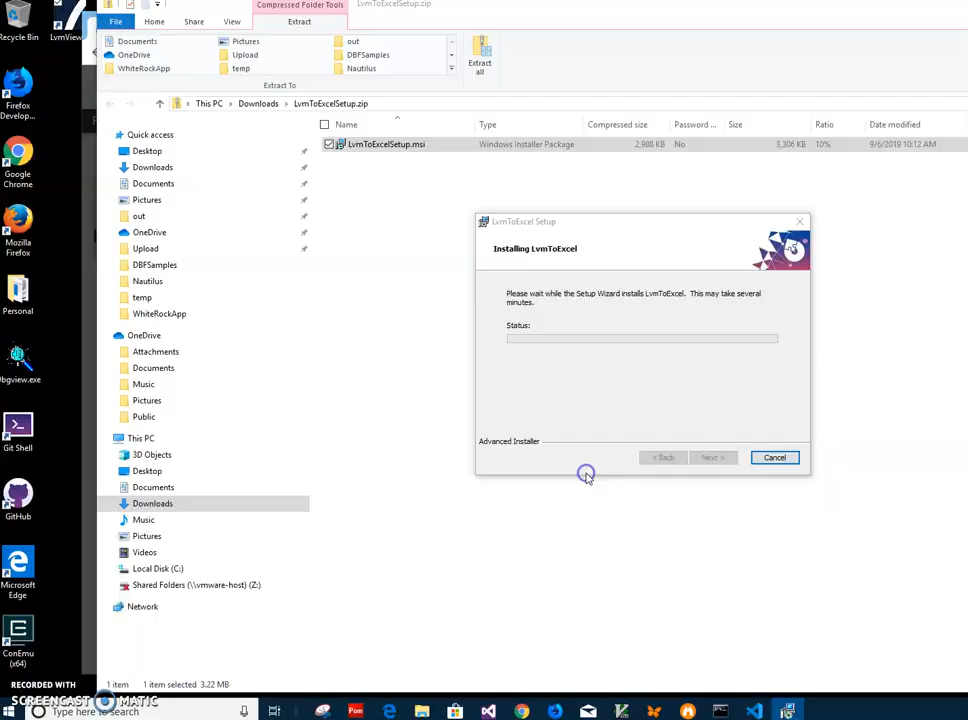 Compressed Folder Tools
LvmToExcelSetup.zip
File
Home
Share
View
Extract
Documents
Pictures
out
OneDrive
Upload
DBFSamples
WhiteRockApp
temp
Nautilus
Extract
all
Extract To
This PC > Downloads > LvmToExcelSetup.zip
Name
Type
Compressed size
Password ...
Size
Ratio
Date modified
LvmToExcelSetup.msi
Windows Installer Package
2,988 KB
No
3,306 KB
10%
9/6/2019 10:12 AM
Quick access
Desktop
Downloads
Documents
Pictures
out
OneDrive
Upload
DBFSamples
Nautilus
temp
WhiteRockApp
OneDrive
Attachments
Documents
Music
Pictures
Public
This PC
3D Objects
Desktop
Documents
Downloads
Music
Pictures
Videos
Local Disk (C:)
Shared Folders (\\vmware-host) (Z:)
Network
1 item
1 item selected 3.22 MB
LvmToExcel Setup
Installing LvmToExcel
Please wait while the Setup Wizard installs LvmToExcel. This may take several
minutes.
Status:
Advanced Installer
< Back
Next >
Cancel
Recycle Bin
LvmView
Firefox
Develop...
Google
Chrome
Mozilla
Firefox
Personal
Dbgview.exe
Git Shell
GitHub
Microsoft
Edge
ConEmu
(x64)
RECORDED WITH
SCREENCAST MATIC
Type here to search
Pom